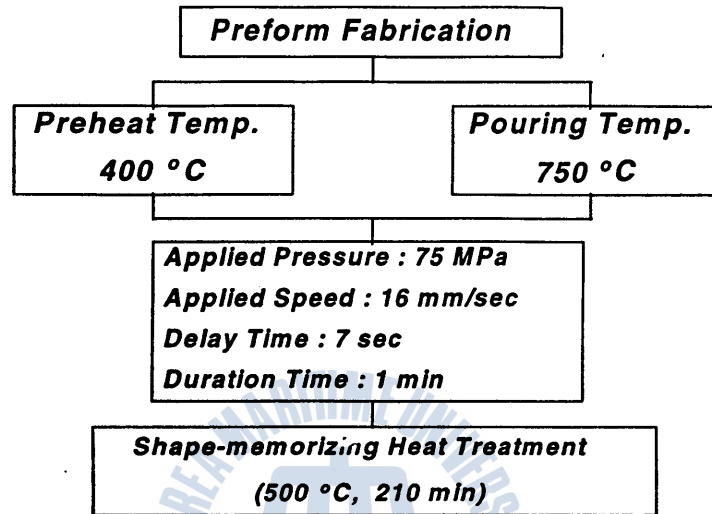 Preform Fabrication
Preheat Temp.
400 °C
Pouring Temp.
750 °C
Applied Pressure : 75 MPa
Applied Speed : 16 mm/sec
Delay Time : 7 sec
Duration Time : 1 min
Shape-memorizing Heat Treatment
(500 °C, 210 min)
MARITIME